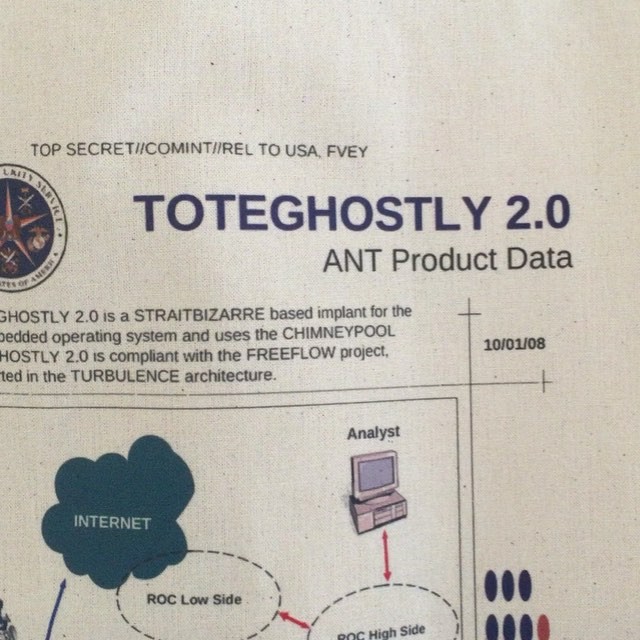 TOP SECRET//COMINT//REL TO USA, FVEY
TOTEGHOSTLY 2.0
ANT Product Data
GHOSTLY 2.0 is a STRAITBIZARRE based implant for the
bedded operating system and uses the CHIMNEYPOOL
HOSTLY 2.0 is compliant with the FREEFLOW project,
ted in the TURBULENCE architecture.
10/01/08
Analyst
INTERNET
ROC Low Side
ROC High Side